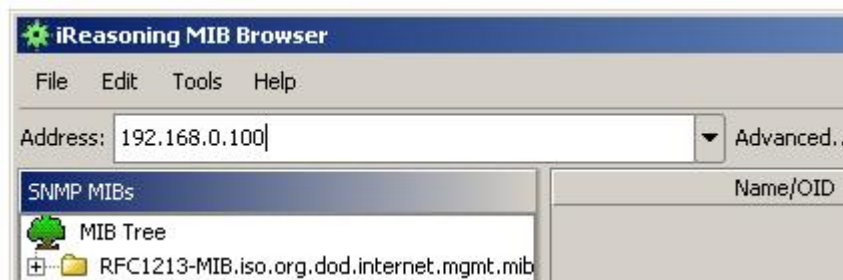 iReasoning MIB Browser
File Edit Tools Help
Address: 192.168.0.100 Advanced..
SNMP MIBs Name/OID
MIB Tree
RFC1213-MIB.iso.org.dod.internet.mgmt.mib